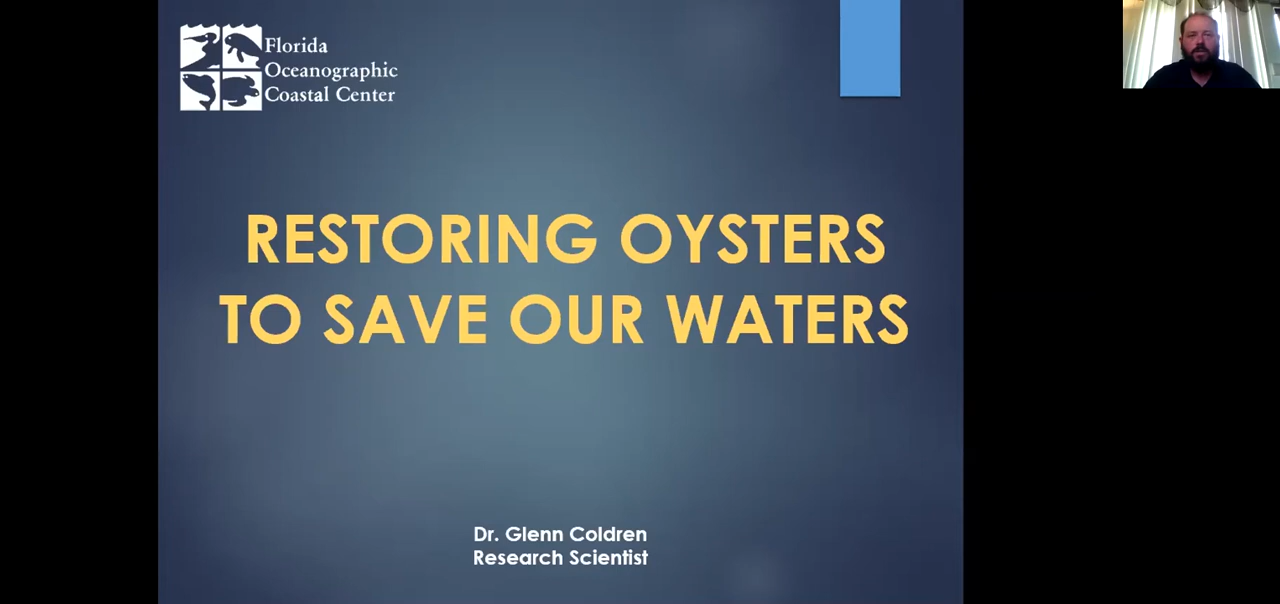 Florida
Oceanographic
Coastal Center
RESTORING OYSTERS
TO SAVE OUR WATERS
Dr. Glenn Coldren
Research Scientist